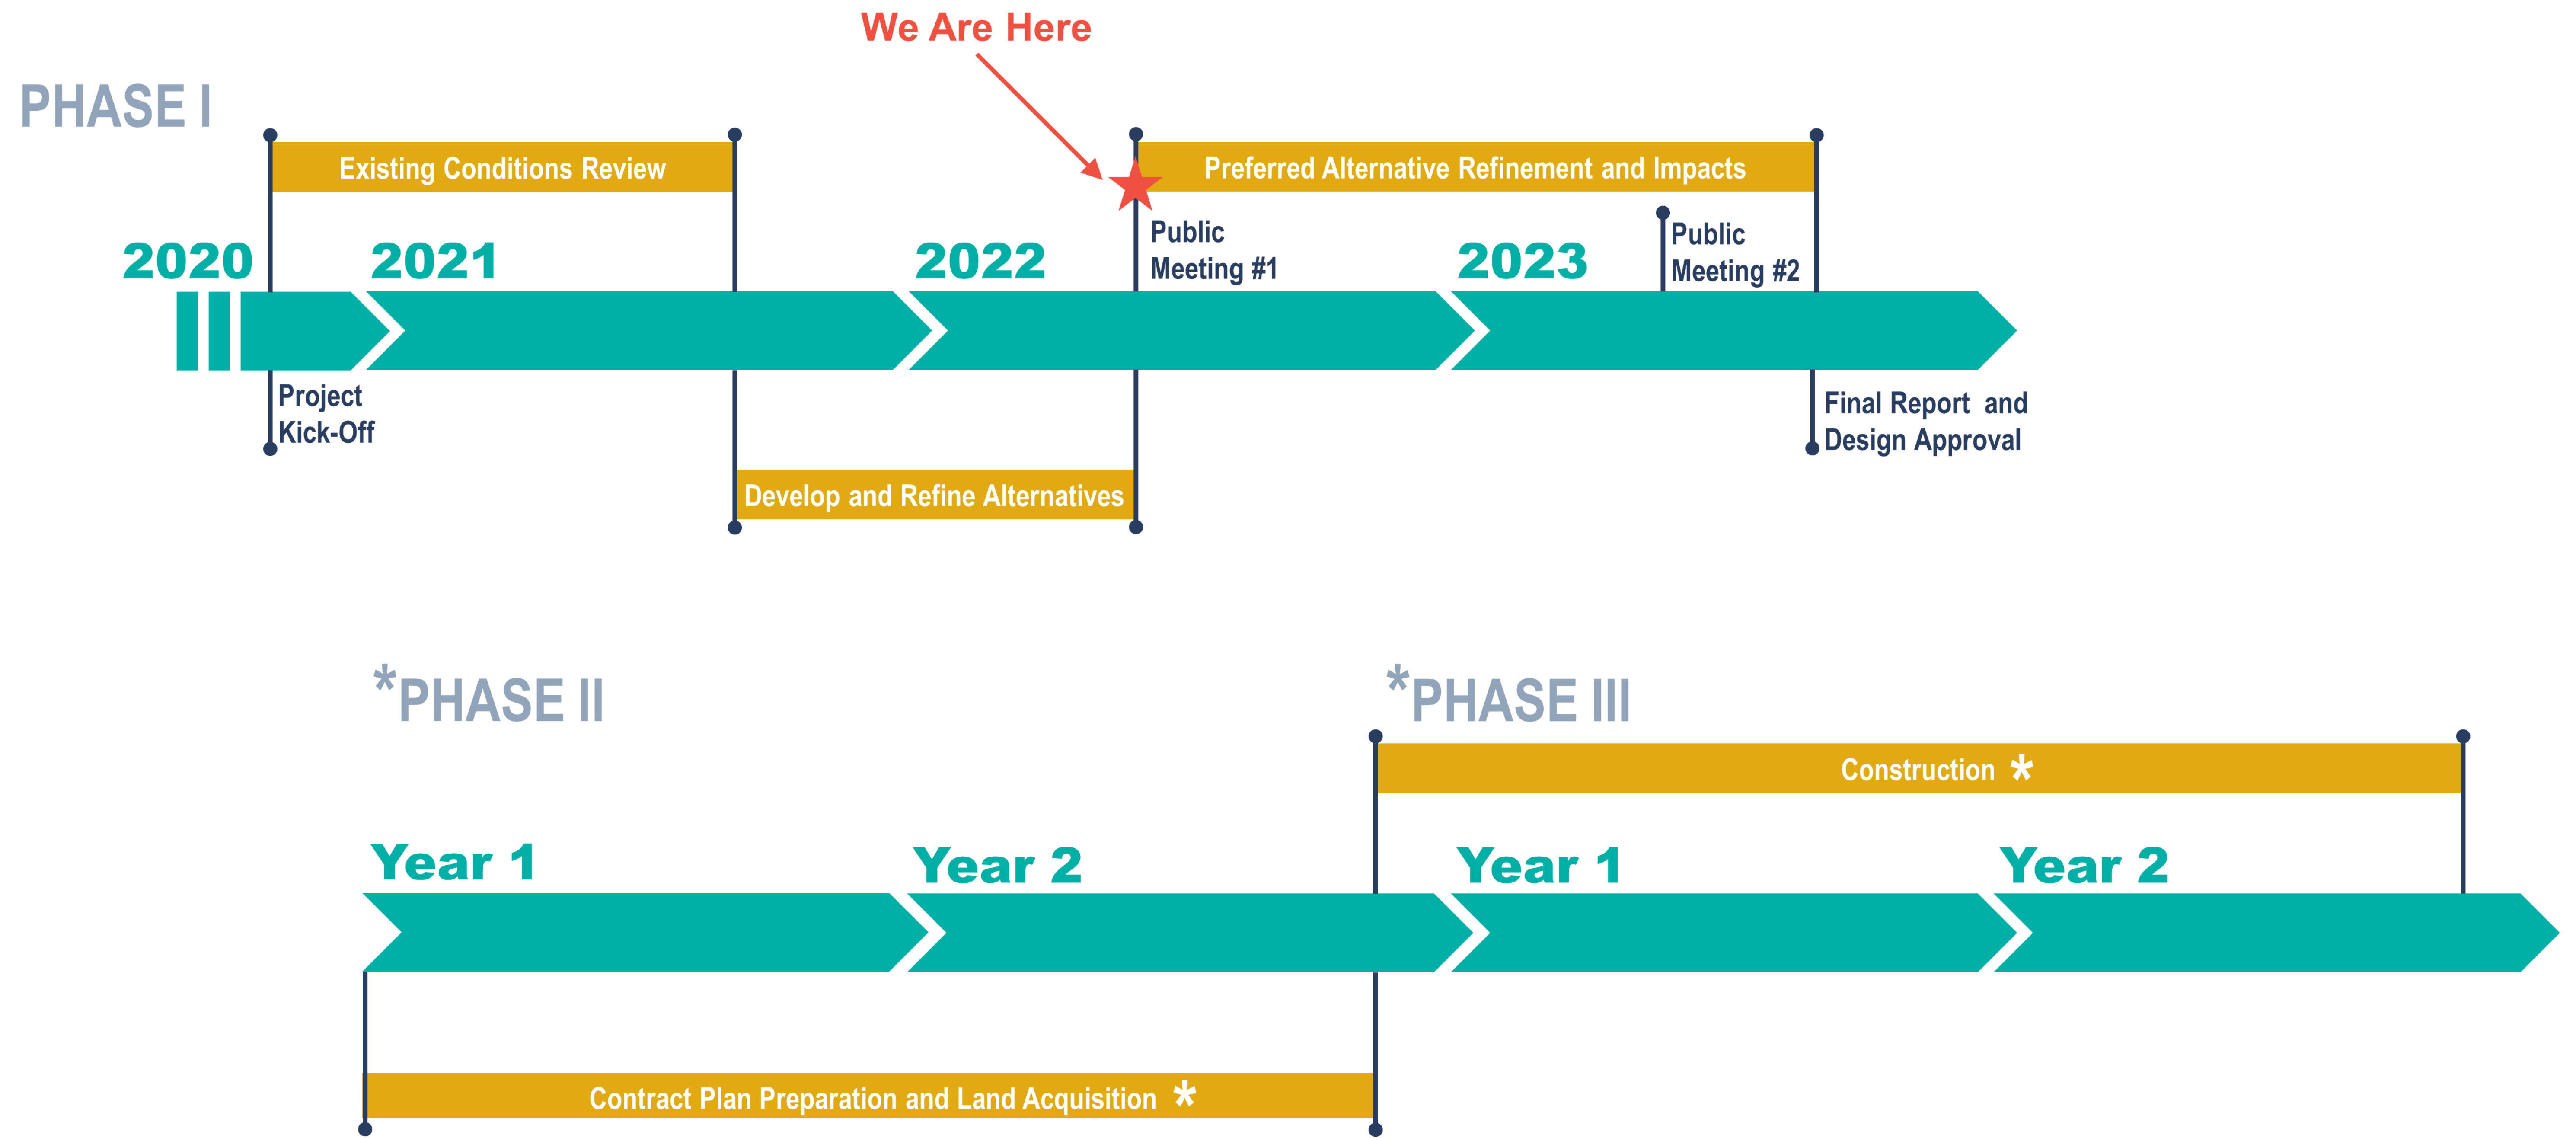 We Are Here
PHASE I
Existing Conditions Review
Preferred Alternative Refinement and Impacts
2020
2021
2022
Public
Meeting #1
2023
Public
Meeting #2
Project
Kick-Off
Final Report and
Design Approval
Develop and Refine Alternatives
*PHASE II
*PHASE III
Construction *
Year 1
Year 2
Year 1
Year 2
Contract Plan Preparation and Land Acquisition *